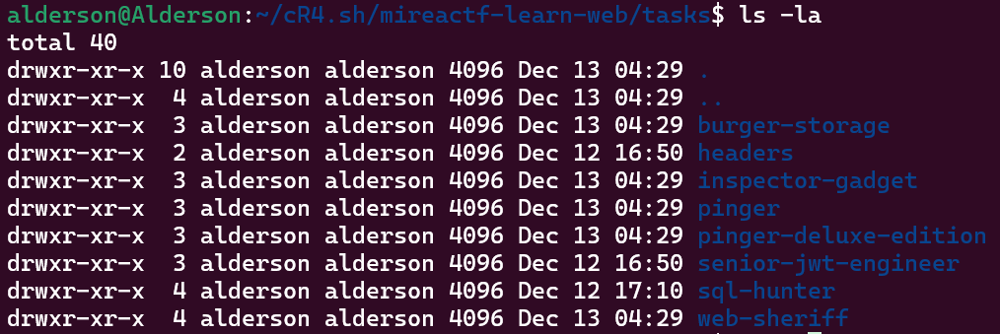 alderson@Alderson:~/cR4.sh/mireactf-learn-web/tasks$ ls -la
total 40
drwxr-xr-x 10 alderson alderson 4096 Dec 13 04:29 .
drwxr-xr-x  4 alderson alderson 4096 Dec 13 04:29 ..
drwxr-xr-x  3 alderson alderson 4096 Dec 13 04:29 burger-storage
drwxr-xr-x  2 alderson alderson 4096 Dec 12 16:50 headers
drwxr-xr-x  3 alderson alderson 4096 Dec 13 04:29 inspector-gadget
drwxr-xr-x  3 alderson alderson 4096 Dec 13 04:29 pinger
drwxr-xr-x  3 alderson alderson 4096 Dec 13 04:29 pinger-deluxe-edition
drwxr-xr-x  3 alderson alderson 4096 Dec 12 16:50 senior-jwt-engineer
drwxr-xr-x  4 alderson alderson 4096 Dec 12 17:10 sql-hunter
drwxr-xr-x  4 alderson alderson 4096 Dec 13 04:29 web-sheriff